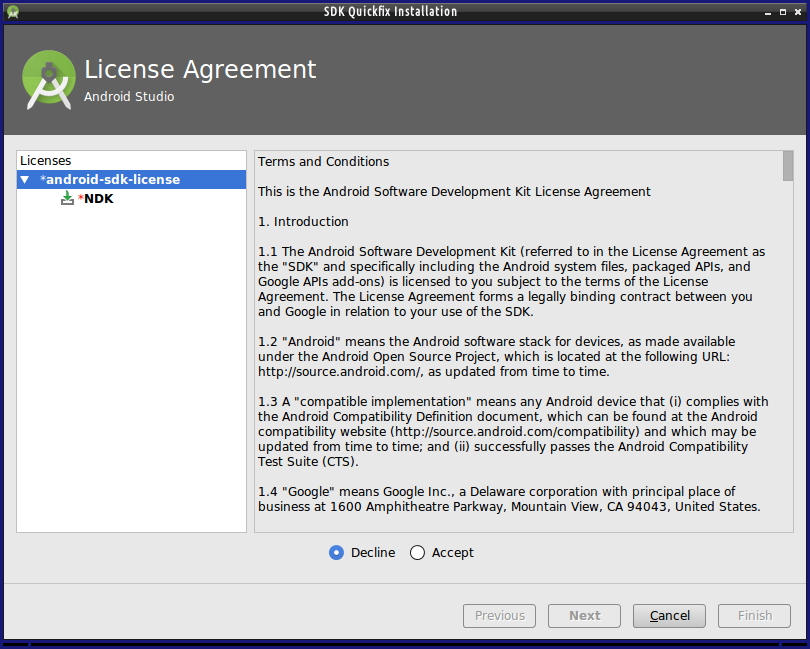 SDK Quickfix Installation
License Agreement
Android Studio
Licenses
*android-sdk-license
*NDK
Terms and Conditions
This is the Android Software Development Kit License Agreement
1. Introduction
1.1 The Android Software Development Kit (referred to in the License Agreement as
the "SDK" and specifically including the Android system files, packaged APIs, and
Google APIs add-ons) is licensed to you subject to the terms of the License
Agreement. The License Agreement forms a legally binding contract between you
and Google in relation to your use of the SDK.
1.2 "Android" means the Android software stack for devices, as made available
under the Android Open Source Project, which is located at the following URL:
http://source.android.com/, as updated from time to time.
1.3 A "compatible implementation" means any Android device that (i) complies with
the Android Compatibility Definition document, which can be found at the Android
compatibility website (http://source.android.com/compatibility) and which may be
updated from time to time; and (ii) successfully passes the Android Compatibility
Test Suite (CTS).
1.4 "Google" means Google Inc., a Delaware corporation with principal place of
business at 1600 Amphitheatre Parkway, Mountain View, CA 94043, United States.
Decline Accept
Previous Next Cancel Finish